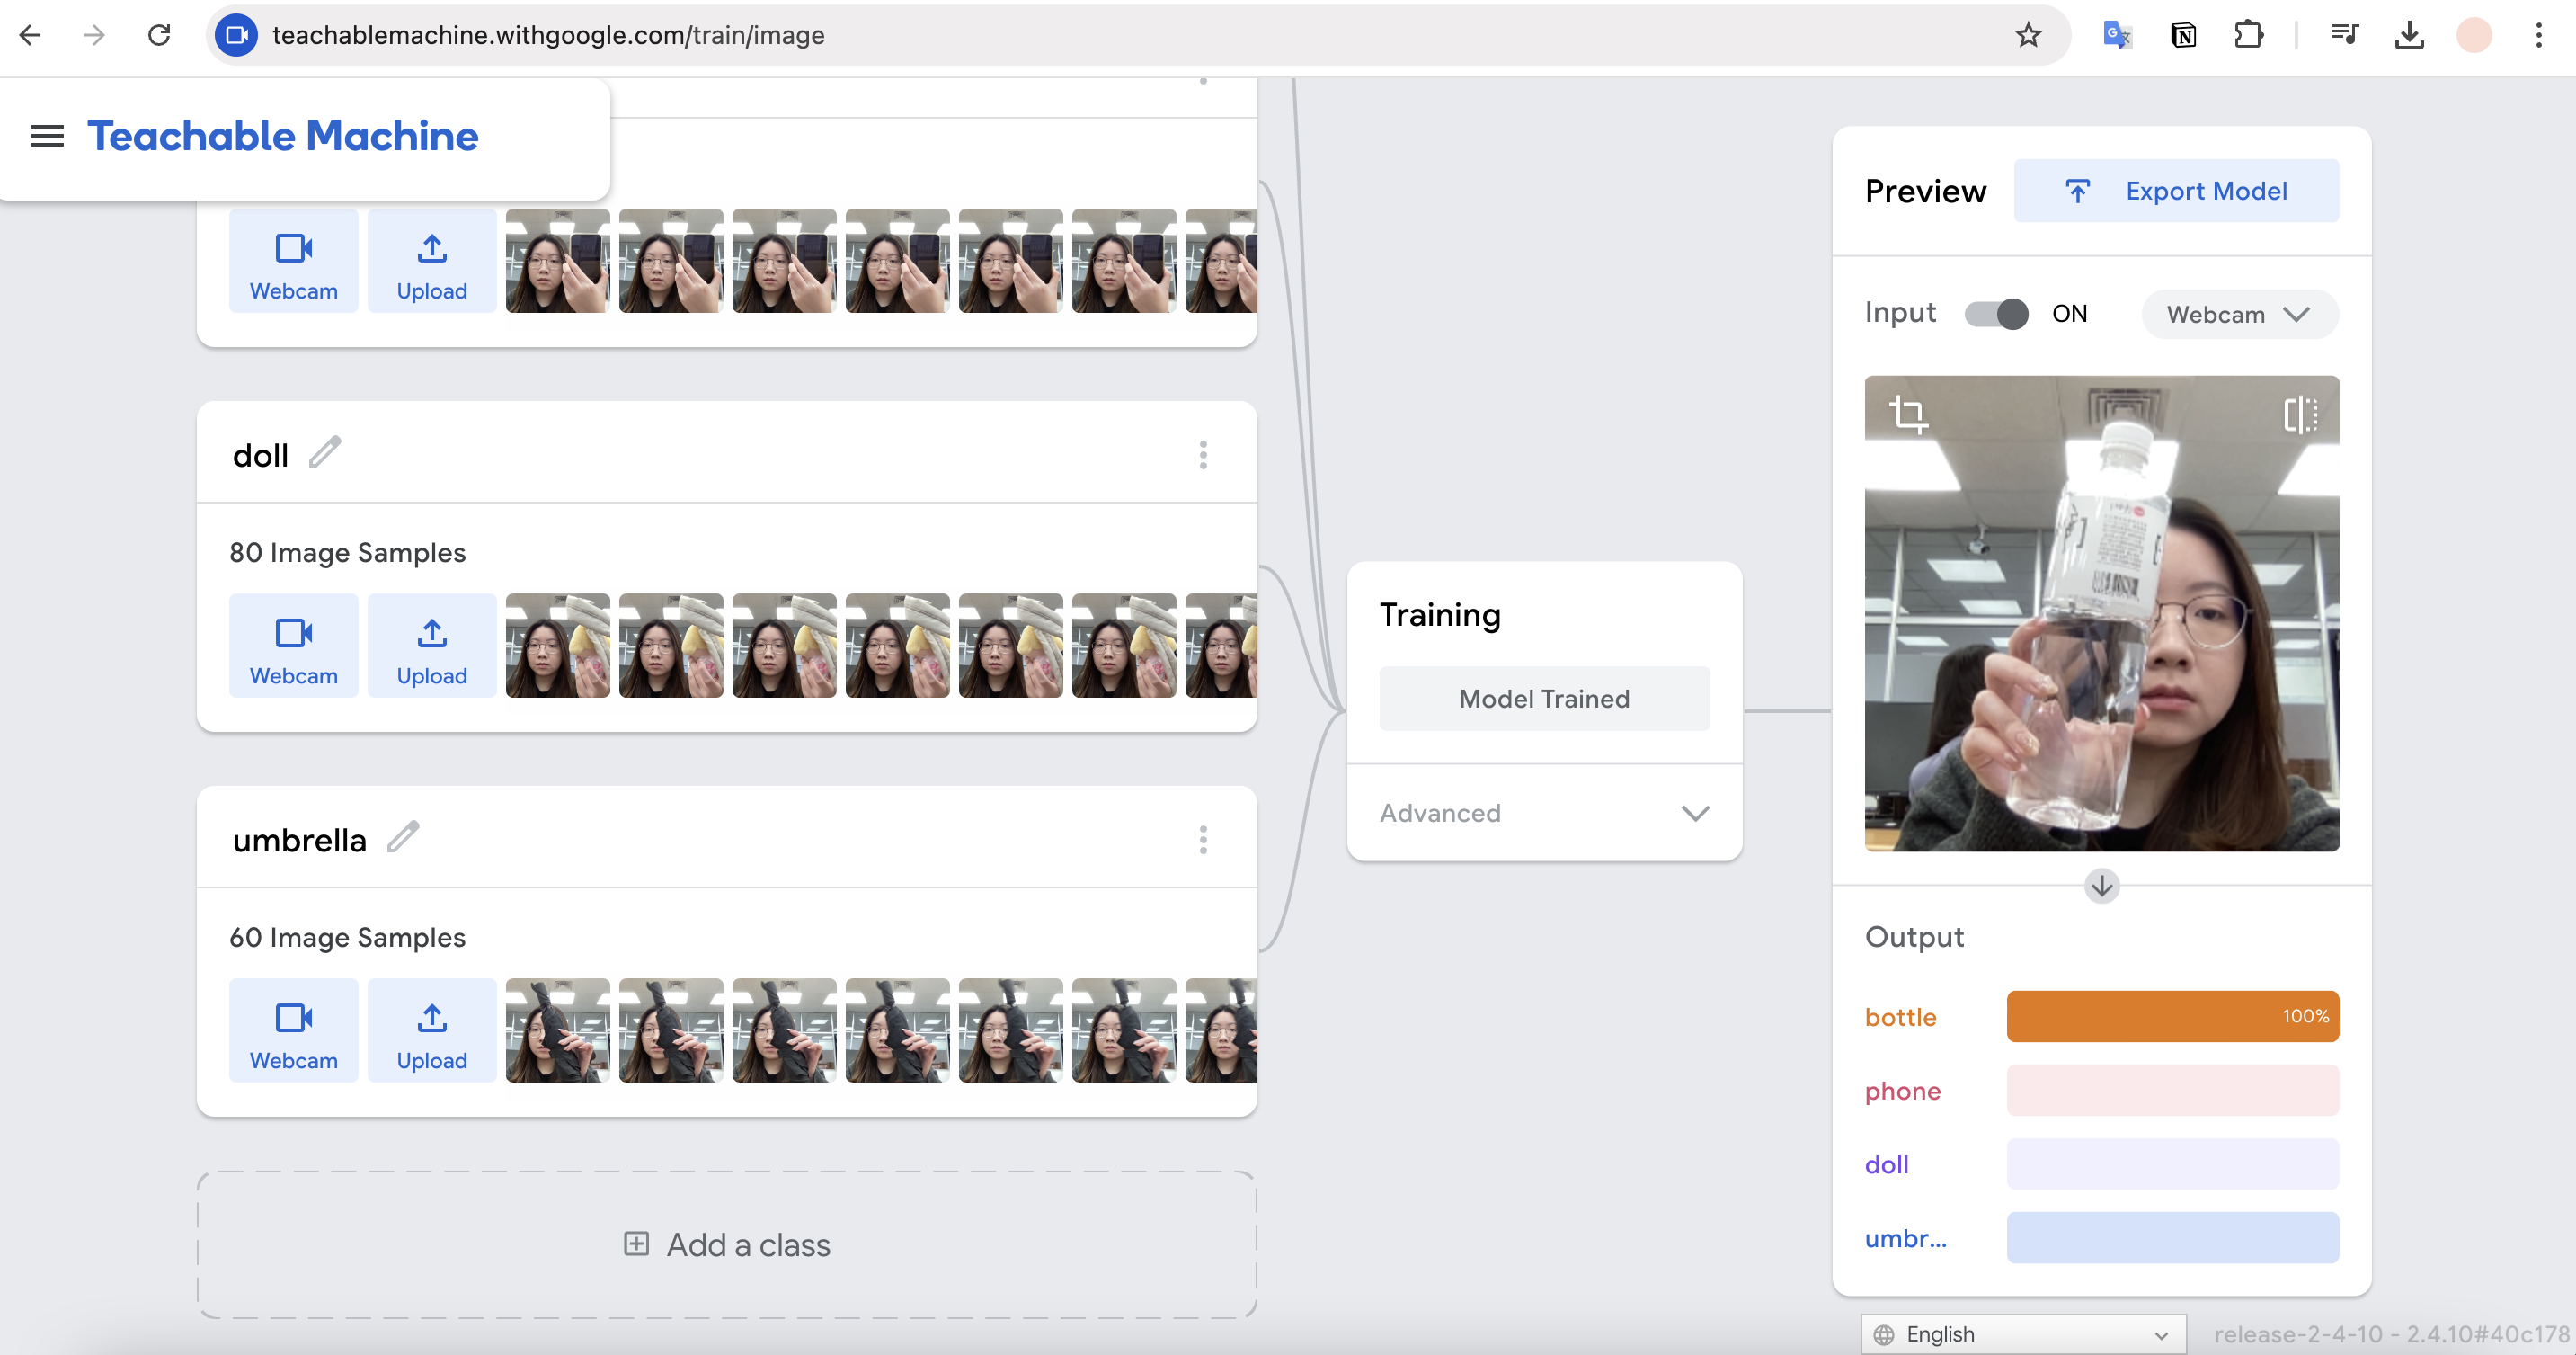 teachablemachine.withgoogle.com/train/image
Teachable Machine
Webcam
Upload
doll
80 Image Samples
Webcam
Upload
umbrella
60 Image Samples
Webcam
Upload
Add a class
Training
Model Trained
Advanced
Preview
Export Model
Input ON Webcam
Output
bottle 100%
phone
doll
umbr...
English
release-2-4-10 - 2.4.10#40c178